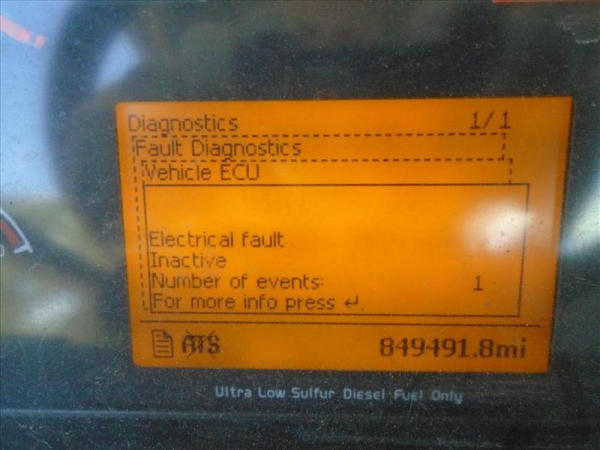 Diagnostics 1/1
Fault Diagnostics
Vehicle ECU
Electrical fault
Inactive
Number of events: 1
For more info press ↵.
ATS 849491.8mi
Ultra Low Sulfur Diesel Fuel Only